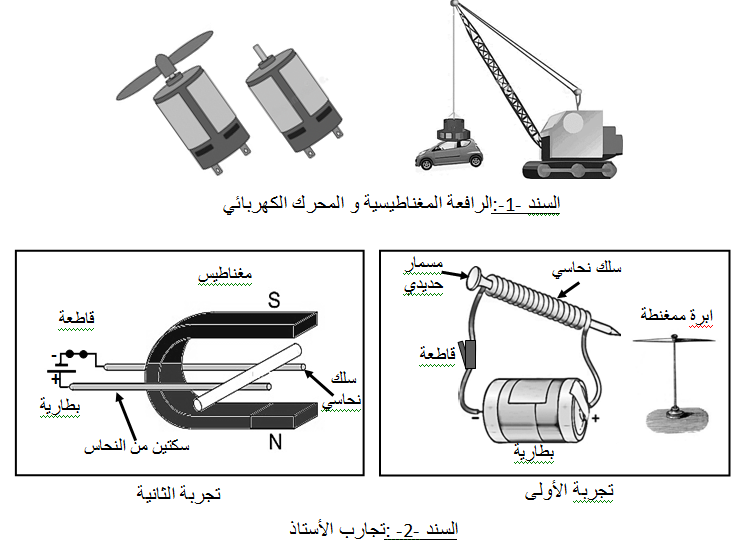 السند -1-:الرافعة المغناطيسية و المحرك الكهربائي
مسمار
حديدي
سلك نحاسي
ابرة ممغنطة
قاطعة
-
+
بطارية
تجربة الأولى
مغناطيس
S
قاطعة
-
+
بطارية
سلك
نحاسي
سكتين من النحاس
N
تجربة الثانية
السند -2- :تجارب الأستاذ